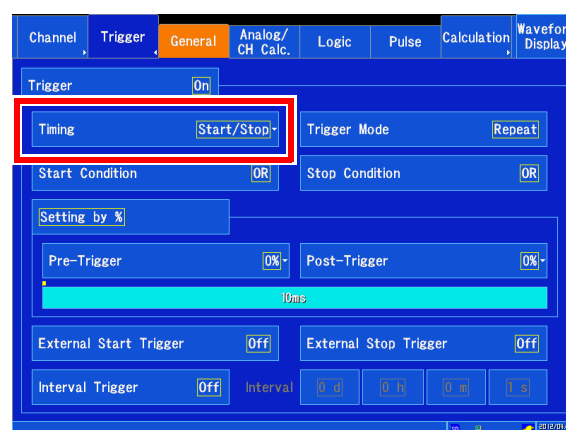 Channel Trigger General Analog/ CH Calc. Logic Pulse Calculation Wavefor Display
Trigger On
Timing Start/Stop Trigger Mode Repeat
Start Condition OR Stop Condition OR
Setting by %
Pre-Trigger 0% Post-Trigger 0%
10ms
External Start Trigger Off External Stop Trigger Off
Interval Trigger Off Interval 0 d 0 h 0 m 1 s